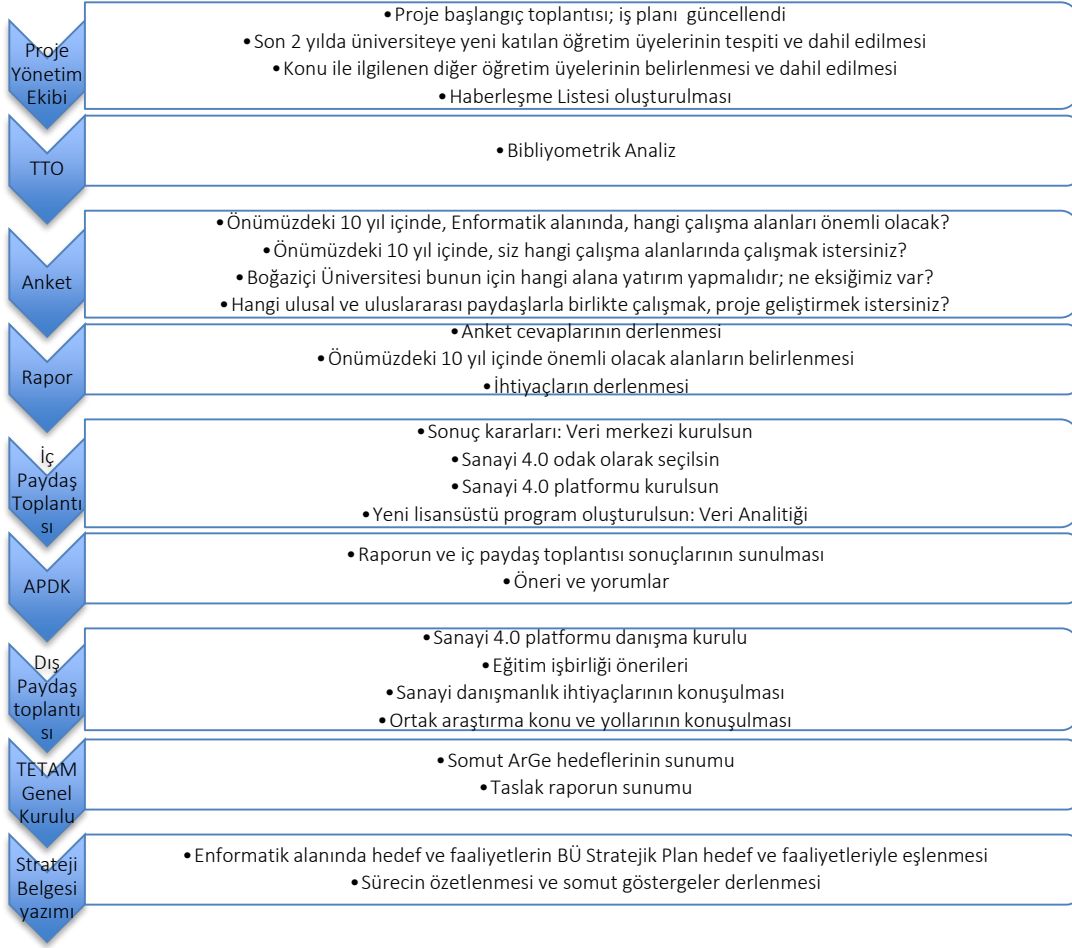 Proje
Yönetim
Ekibi
•Proje başlangıç toplantısı; iş planı güncellendi
•Son 2 yılda üniversiteye yeni katılan öğretim üyelerinin tespiti ve dahil edilmesi
•Konu ile ilgilenen diğer öğretim üyelerinin belirlenmesi ve dahil edilmesi
•Haberleşme Listesi oluşturulması
TTO
•Bibliyometrik Analiz
Anket
•Önümüzdeki 10 yıl içinde, Enformatik alanında, hangi çalışma alanları önemli olacak?
•Önümüzdeki 10 yıl içinde, siz hangi çalışma alanlarında çalışmak istersiniz?
•Boğaziçi Üniversitesi bunun için hangi alana yatırım yapmalıdır; ne eksiğimiz var?
•Hangi ulusal ve uluslararası paydaşlarla birlikte çalışmak, proje geliştirmek istersiniz?
Rapor
•Anket cevaplarının derlenmesi
•Önümüzdeki 10 yıl içinde önemli olacak alanların belirlenmesi
•İhtiyaçların derlenmesi
İç
Paydaş
Toplantı
sı
•Sonuç kararları: Veri merkezi kurulsun
•Sanayi 4.0 odak olarak seçilsin
•Sanayi 4.0 platformu kurulsun
•Yeni lisansüstü program oluşturulsun: Veri Analitiği
APDK
•Raporun ve iç paydaş toplantısı sonuçlarının sunulması
•Öneri ve yorumlar
Dış
Paydaş
toplantı
sı
•Sanayi 4.0 platformu danışma kurulu
•Eğitim işbirliği önerileri
•Sanayi danışmanlık ihtiyaçlarının konuşulması
•Ortak araştırma konu ve yollarının konuşulması
TETAM
Genel
Kurulu
•Somut ArGe hedeflerinin sunumu
•Taslak raporun sunumu
Strateji
Belgesi
yazımı
•Enformatik alanında hedef ve faaliyetlerin BÜ Stratejik Plan hedef ve faaliyetleriyle eşlenmesi
•Sürecin özetlenmesi ve somut göstergeler derlenmesi